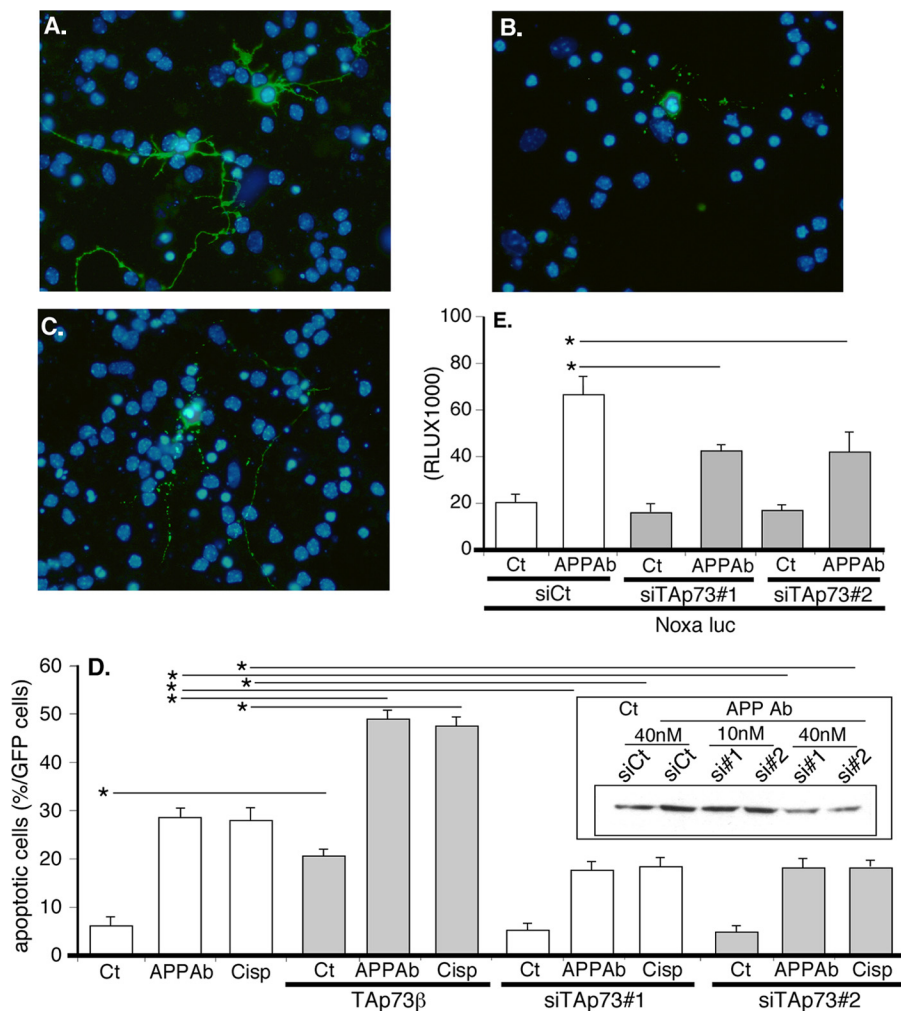 A.
B.
C.
E.
(RLUX1000)
100
80
60
40
20
0
*
*
Ct APPAb Ct APPAb Ct APPAb
siCt siTAp73#1 siTAp73#2
Noxa luc
D.
apoptotic cells (%/GFP cells)
60
50
40
30
20
10
0
*
*
*
*
*
*
*
Ct APP Ab
40nM 10nM 40nM
siCt siCt si#1 si#2 si#1 si#2
Ct APPAb Cisp Ct APPAb Cisp Ct APPAb Cisp Ct APPAb Cisp
TAp73β siTAp73#1 siTAp73#2